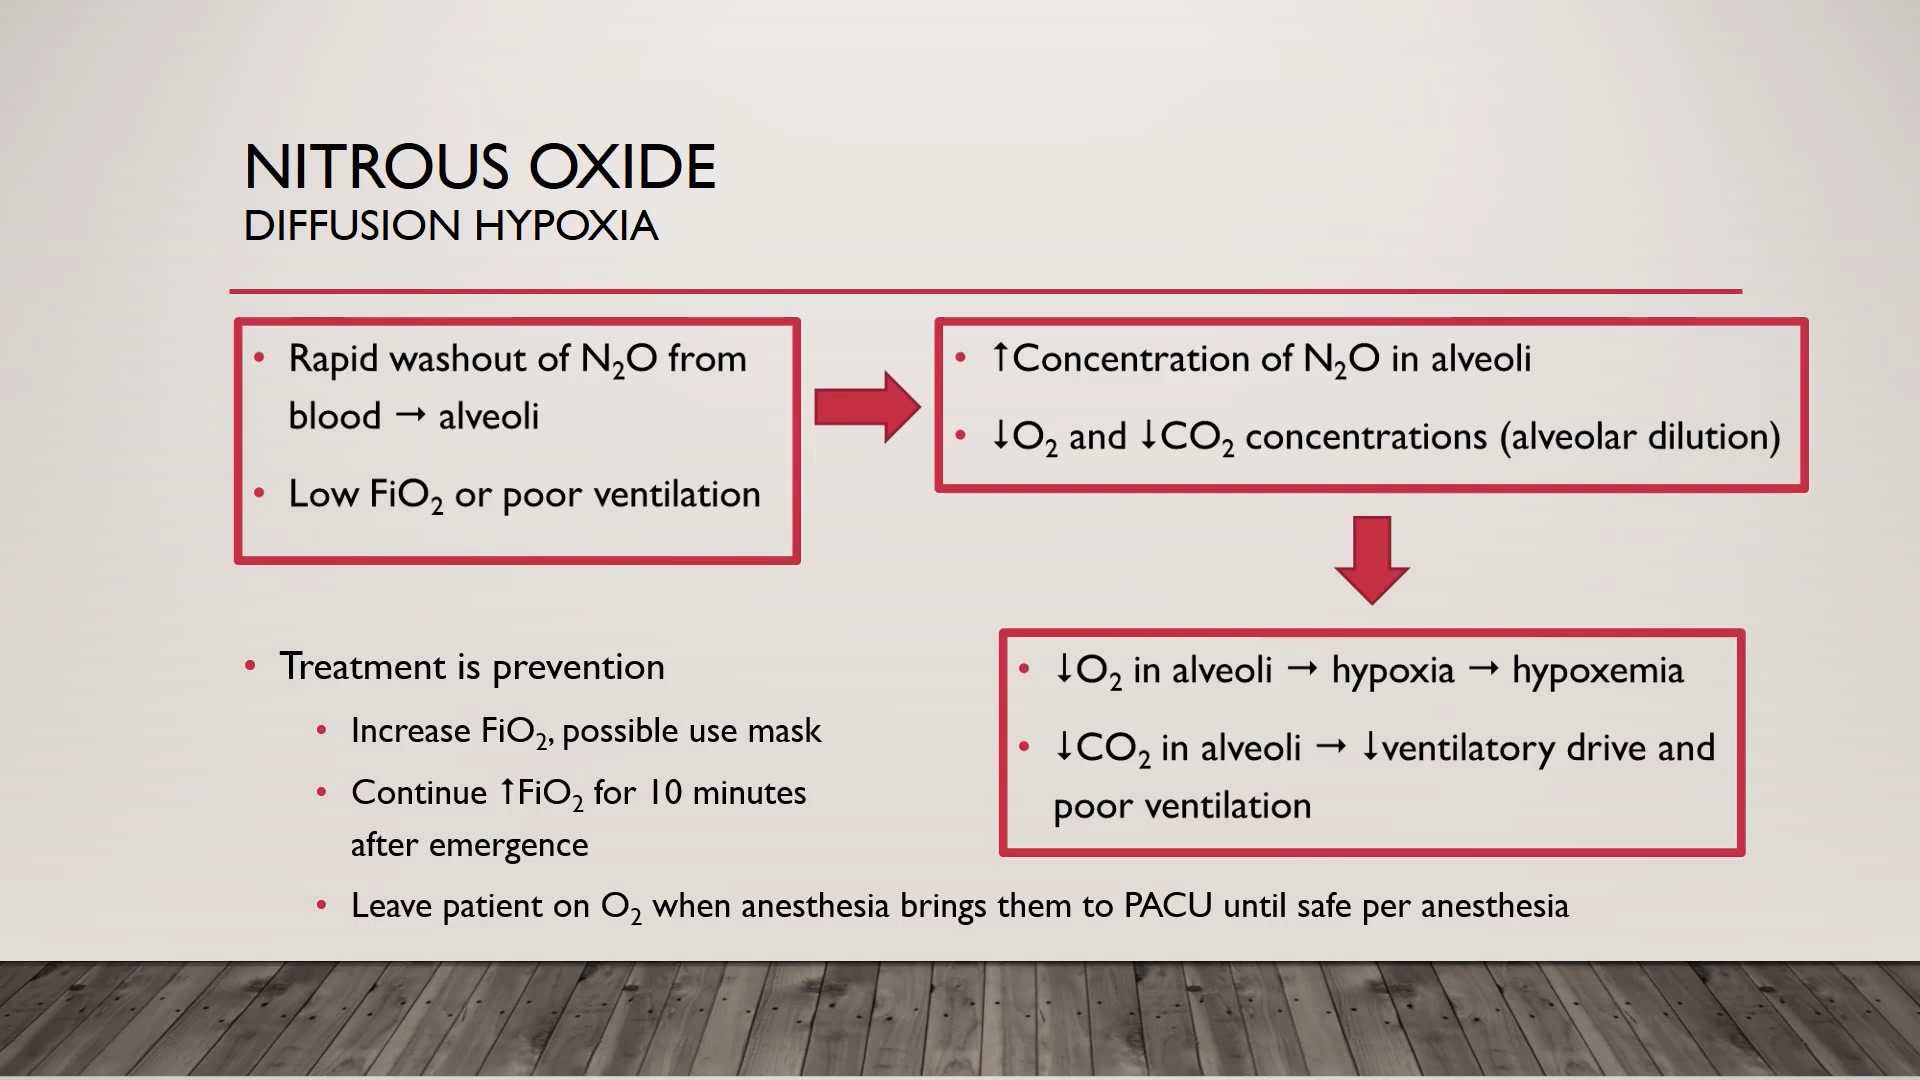 NITROUS OXIDE
DIFFUSION HYPOXIA
• Rapid washout of N₂O from
blood → alveoli
• Low FiO₂ or poor ventilation
• ↑Concentration of N₂O in alveoli
• ↓O₂ and ↓CO₂ concentrations (alveolar dilution)
• ↓O₂ in alveoli → hypoxia → hypoxemia
• ↓CO₂ in alveoli → ↓ventilatory drive and
poor ventilation
• Treatment is prevention
• Increase FiO₂, possible use mask
• Continue ↑FiO₂ for 10 minutes
after emergence
• Leave patient on O₂ when anesthesia brings them to PACU until safe per anesthesia